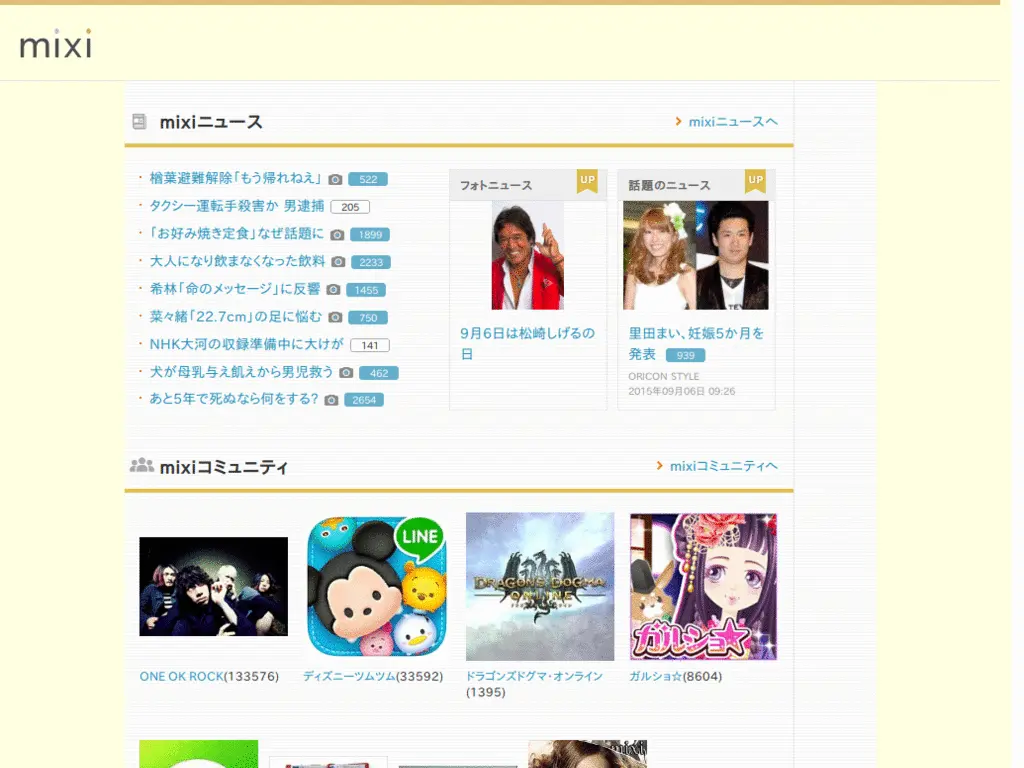 mixi
mixiニュース
mixiニュースへ
楢葉避難解除「もう帰れねえ」 522
タクシー運転手殺害か 男逮捕 205
「お好み焼き定食」なぜ話題に 1899
大人になり飲まなくなった飲料 2233
希林「命のメッセージ」に反響 1455
菜々緒「22.7cm」の足に悩む 750
NHK大河の収録準備中に大けが 141
犬が母乳与え飢えから男児救う 462
あと5年で死ぬなら何をする? 2654
フォトニュース
UP
9月6日は松崎しげるの
日
話題のニュース
UP
里田まい、妊娠5か月を
発表 939
ORICON STYLE
2015年09月06日 09:26
mixiコミュニティ
mixiコミュニティへ
LINE
DRAGON'S DOGMA
ONLINE
ガルショ★
ONE OK ROCK(133576)
ディズニーツムツム(33592)
ドラゴンズドグマ・オンライン
(1395)
ガルショ☆(8604)
mixi